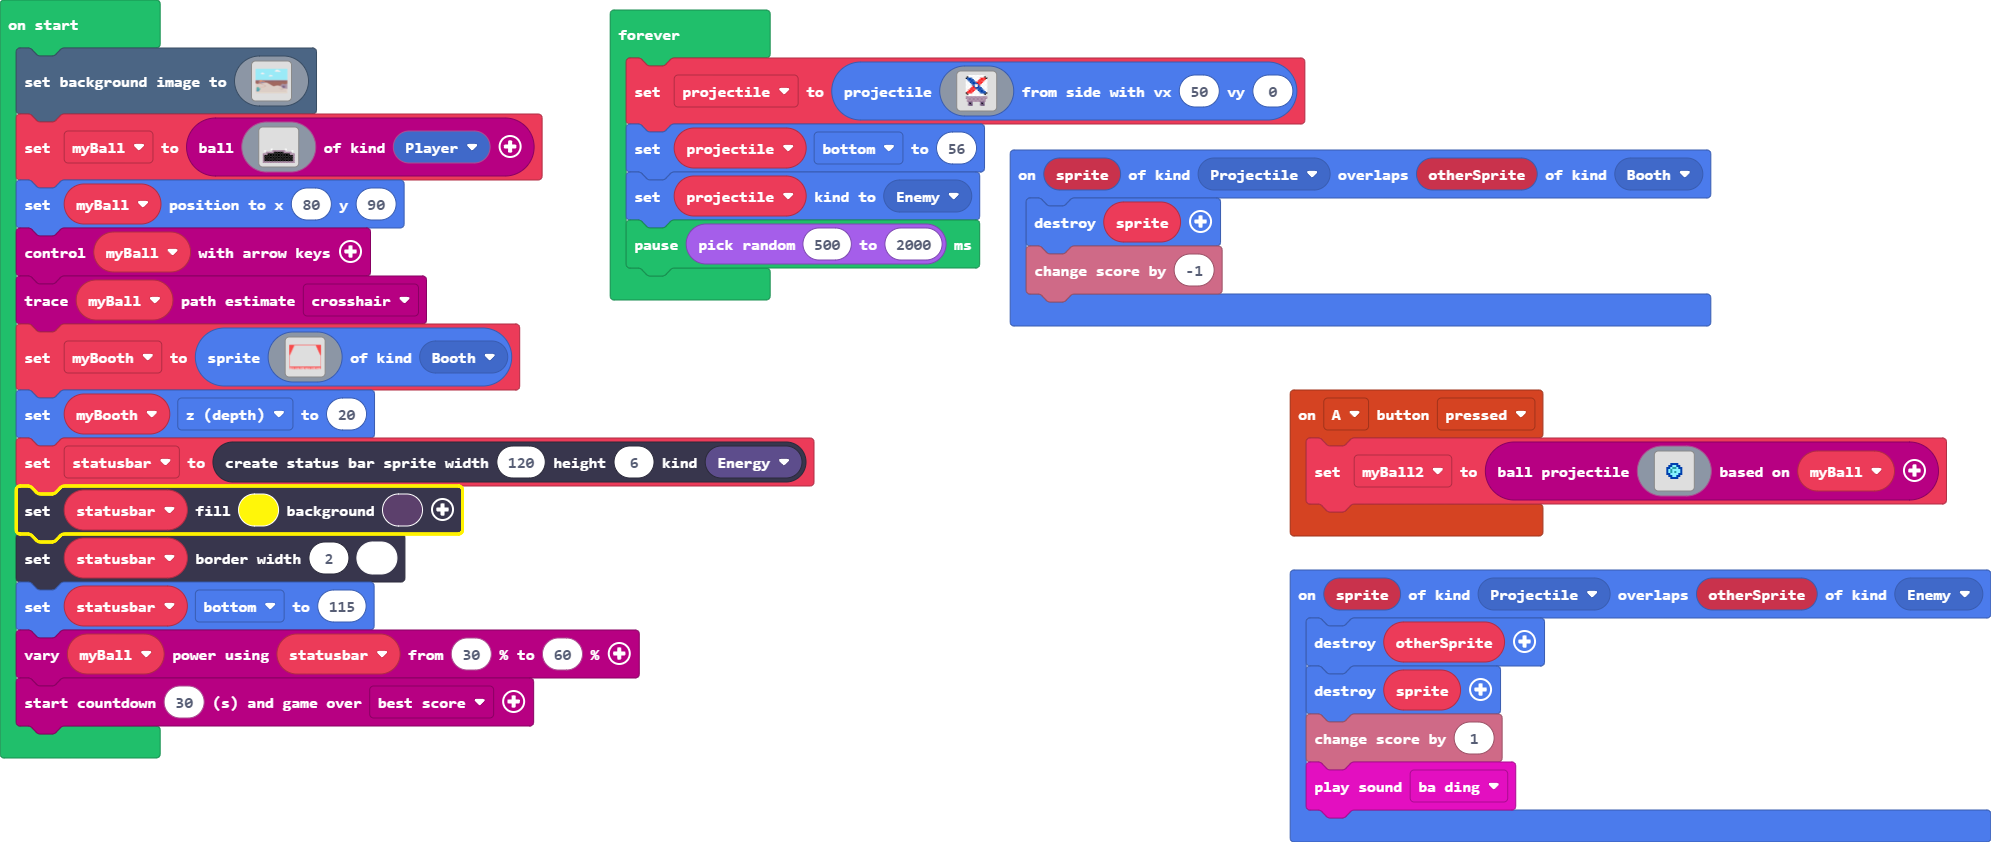 on start
set background image to
set myBall to ball of kind Player
set myBall position to x 80 y 90
control myBall with arrow keys
trace myBall path estimate crosshair
set myBooth to sprite of kind Booth
set myBooth z (depth) to 20
set statusbar to create status bar sprite width 120 height 6 kind Energy
set statusbar fill background
set statusbar border width 2
set statusbar bottom to 115
vary myBall power using statusbar from 30 % to 60 %
start countdown 30 (s) and game over best score
forever
set projectile to projectile from side with vx 50 vy 0
set projectile bottom to 56
set projectile kind to Enemy
pause pick random 500 to 2000 ms
on sprite of kind Projectile overlaps otherSprite of kind Booth
destroy sprite
change score by -1
on A button pressed
set myBall2 to ball projectile based on myBall
on sprite of kind Projectile overlaps otherSprite of kind Enemy
destroy otherSprite
destroy sprite
change score by 1
play sound ba ding